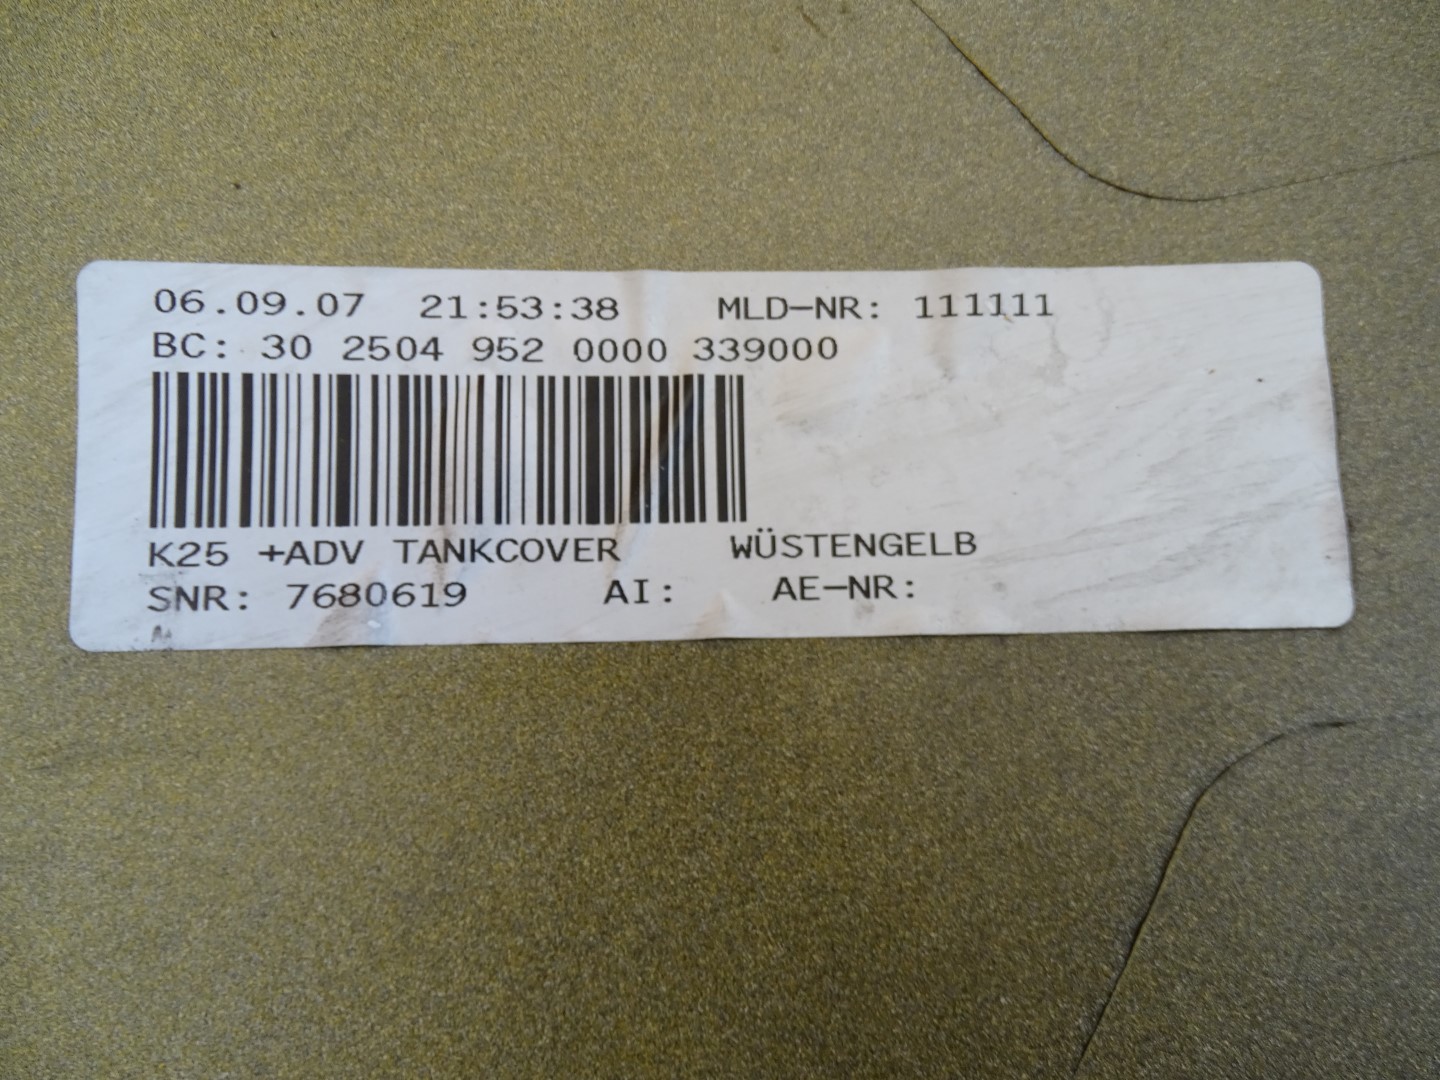 06.09.07 21:53:38 MLD-NR: 111111
BC: 30 2504 952 0000 339000
K25 +ADV TANKCOVER WÜSTENGELB
SNR: 7680619 AI: AE-NR: